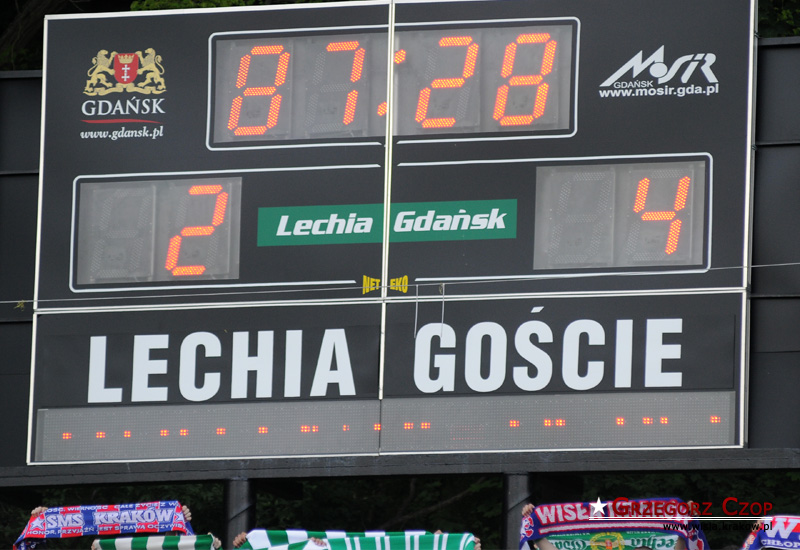 87:28
GDAŃSK
www.gdansk.pl
MOSiR
GDAŃSK
www.mosir.gda.pl
2
Lechia Gdańsk
4
NET EKO
LECHIA
GOŚCIE
SMS KRAKÓW
WISŁA
GRZEGORZ CZOP